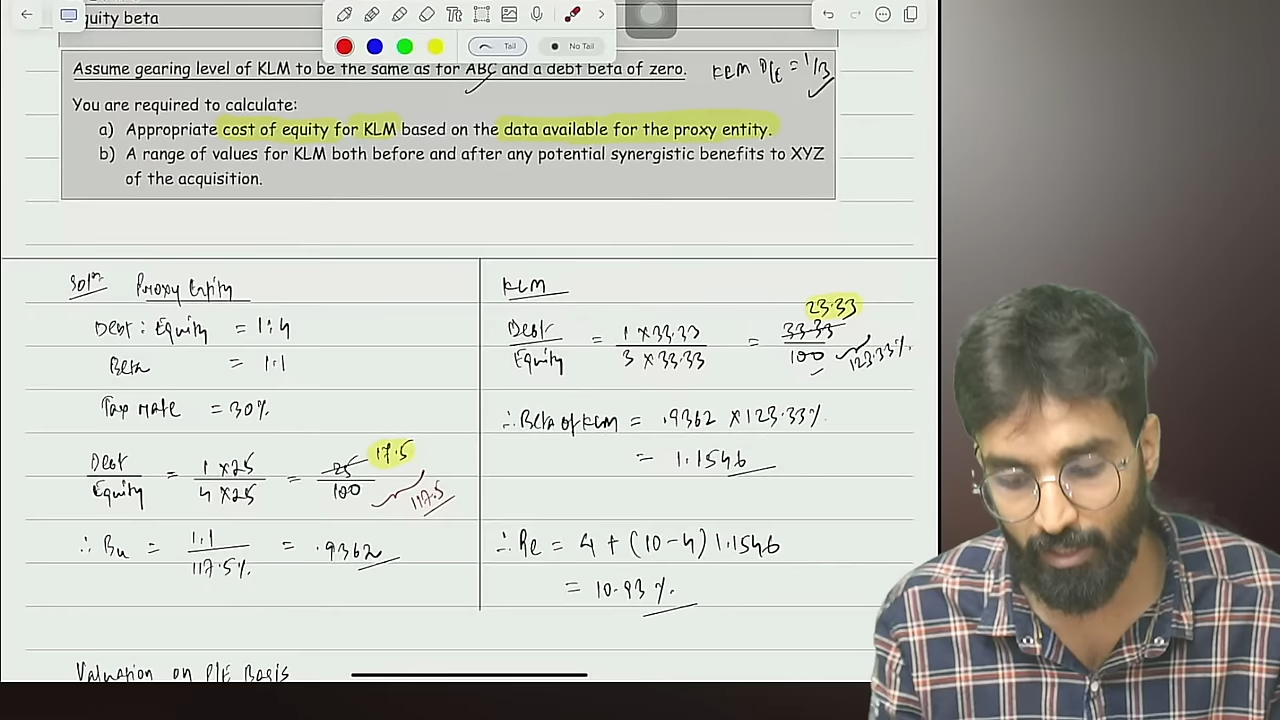 quity beta
Tail
No Tail
Assume gearing level of KLM to be the same as for ABC and a debt beta of zero.
KLM D/E = 1/3
You are required to calculate:
a) Appropriate cost of equity for KLM based on the data available for the proxy entity.
b) A range of values for KLM both before and after any potential synergistic benefits to XYZ
of the acquisition.
Soln Proxy Entity
Debt : Equity = 1:4
Beta = 1.1
Tax rate = 30%
Debt/Equity = 1 x 25 / 4 x 25 = 25 17.5 / 100
117.5
∴ Bu = 1.1 / 117.5% = .9362
KLM
Debt/Equity = 1 x 33.33 / 3 x 33.33 = 33.33 23.33 / 100
123.33%
∴ Beta of KLM = .9362 x 123.33%
= 1.1546
∴ Re = 4 + (10-4) 1.1546
= 10.93%
Valuation on P/E Basis